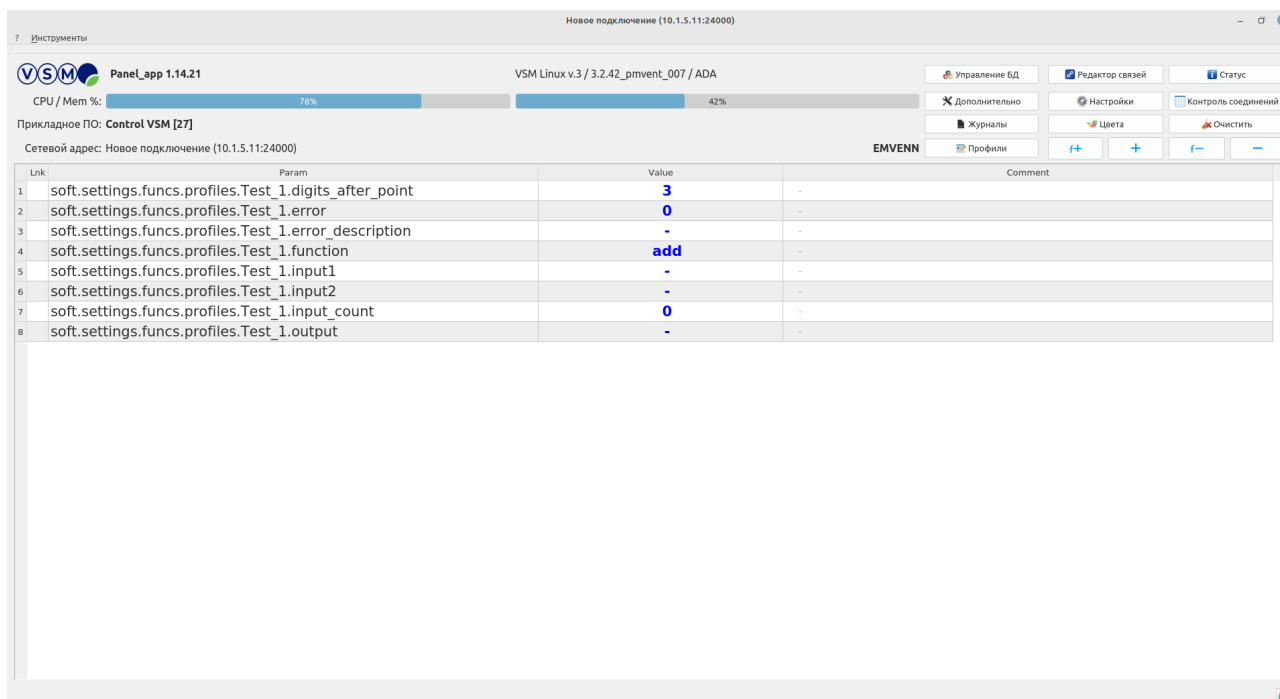 Новое подключение (10.1.5.11:24000)
? Инструменты
VSM Panel_app 1.14.21 VSM Linux v.3 / 3.2.42_pmvent_007 / ADA Управление БД Редактор связей Статус
CPU / Mem %: 78% 42% Дополнительно Настройки Контроль соединений
Прикладное ПО: Control VSM [27] Журналы Цвета Очистить
Сетевой адрес: Новое подключение (10.1.5.11:24000) EMVENN Профили f+ + f− −
Lnk Param Value Comment
1 soft.settings.funcs.profiles.Test_1.digits_after_point 3 -
2 soft.settings.funcs.profiles.Test_1.error 0 -
3 soft.settings.funcs.profiles.Test_1.error_description - -
4 soft.settings.funcs.profiles.Test_1.function add -
5 soft.settings.funcs.profiles.Test_1.input1 - -
6 soft.settings.funcs.profiles.Test_1.input2 - -
7 soft.settings.funcs.profiles.Test_1.input_count 0 -
8 soft.settings.funcs.profiles.Test_1.output - -